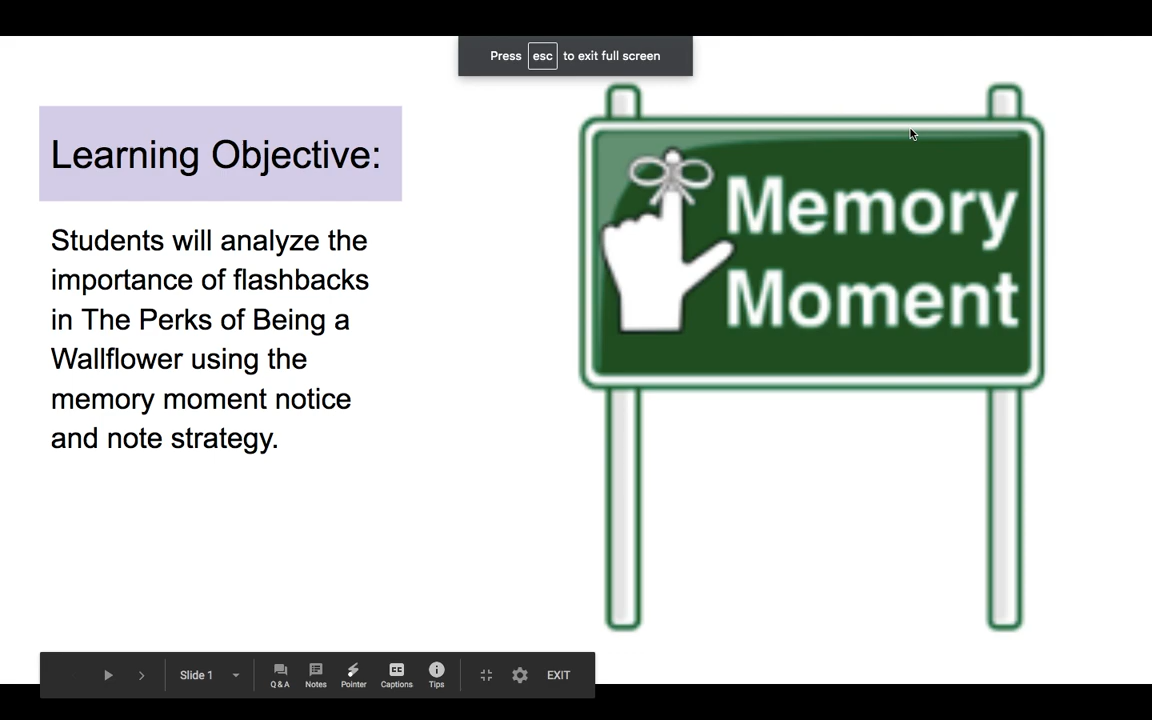 Press esc to exit full screen
Learning Objective:
Students will analyze the
importance of flashbacks
in The Perks of Being a
Wallflower using the
memory moment notice
and note strategy.
Memory
Moment
Slide 1
Q&A
Notes
Pointer
CC
Captions
Tips
EXIT